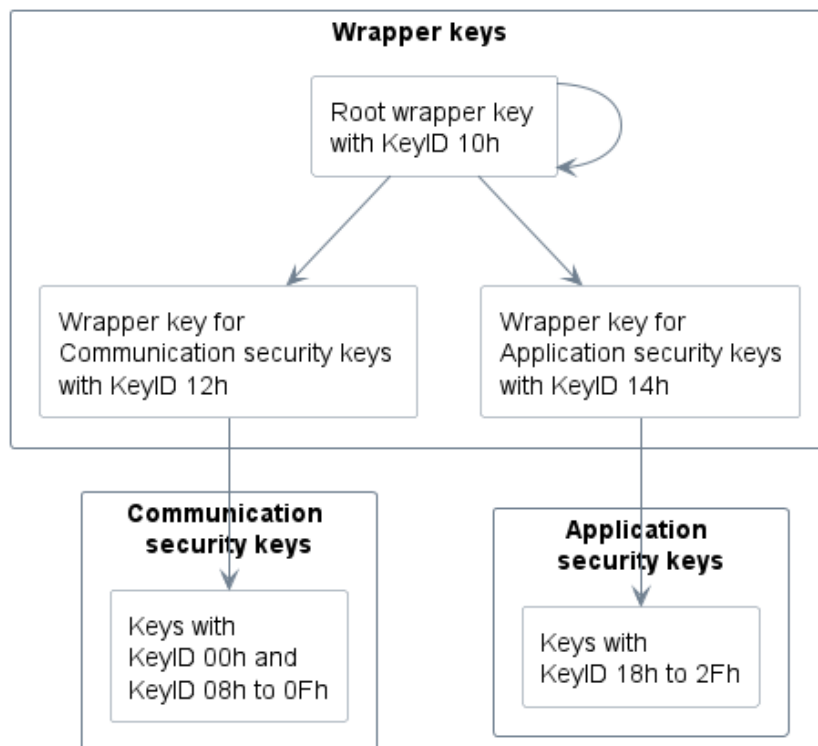 Wrapper keys
Root wrapper key
with KeyID 10h
Wrapper key for
Communication security keys
with KeyID 12h
Wrapper key for
Application security keys
with KeyID 14h
Communication
security keys
Keys with
KeyID 00h and
KeyID 08h to 0Fh
Application
security keys
Keys with
KeyID 18h to 2Fh